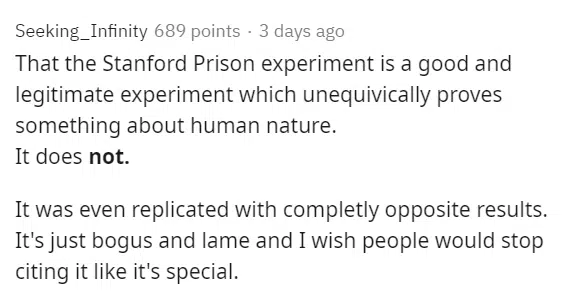 Seeking_Infinity 689 points · 3 days ago
That the Stanford Prison experiment is a good and
legitimate experiment which unequivically proves
something about human nature.
It does not.
It was even replicated with completly opposite results.
It's just bogus and lame and I wish people would stop
citing it like it's special.